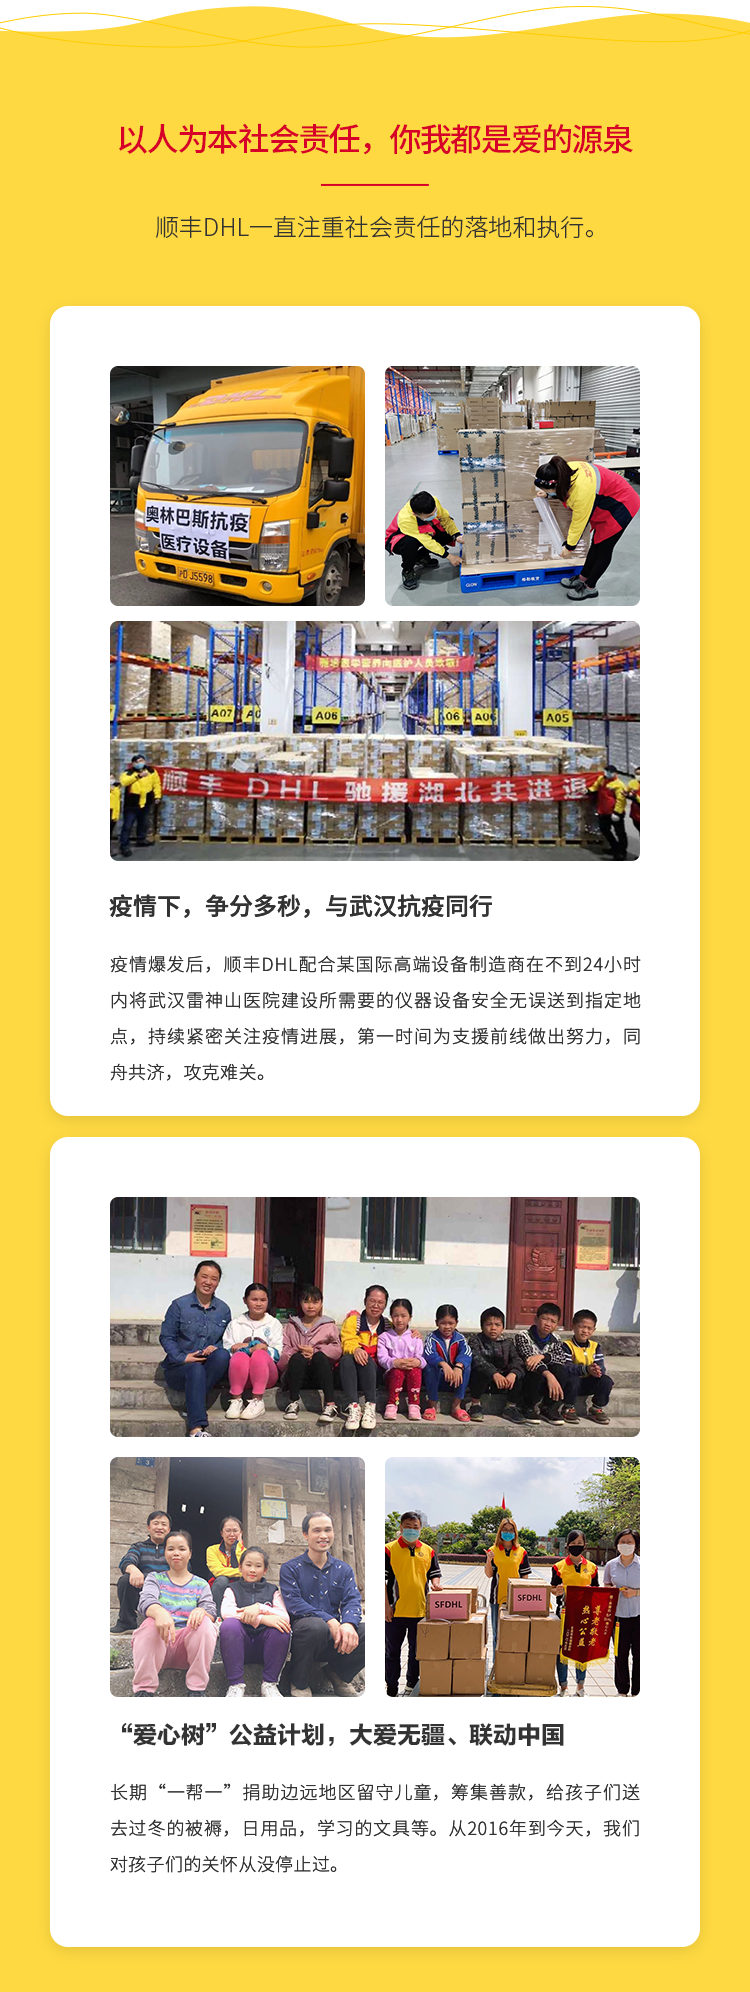 以人为本社会责任，你我都是爱的源泉
顺丰DHL一直注重社会责任的落地和执行。
奥林巴斯抗疫
医疗设备
J5598
A07
A06
A06
A06
A05
顺丰 DHL 驰援湖北共进退
疫情下，争分多秒，与武汉抗疫同行
疫情爆发后，顺丰DHL配合某国际高端设备制造商在不到24小时
内将武汉雷神山医院建设所需要的仪器设备安全无误送到指定地
点，持续紧密关注疫情进展，第一时间为支援前线做出努力，同
舟共济，攻克难关。
SFDHL
SFDHL
尊老敬老
热心公益
“爱心树”公益计划，大爱无疆、联动中国
长期“一帮一”捐助边远地区留守儿童，筹集善款，给孩子们送
去过冬的被褥，日用品，学习的文具等。从2016年到今天，我们
对孩子们的关怀从没停止过。